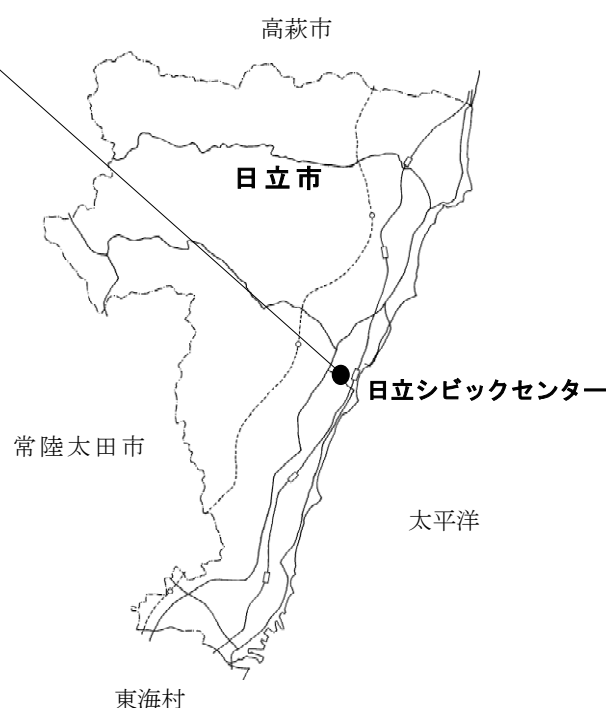 高萩市
日立市
日立シビックセンター
常陸太田市
太平洋
東海村